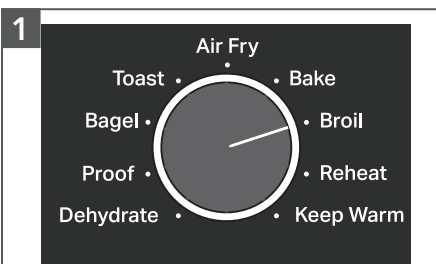 1
Air Fry
Toast
Bake
Bagel
Broil
Proof
Reheat
Dehydrate
Keep Warm